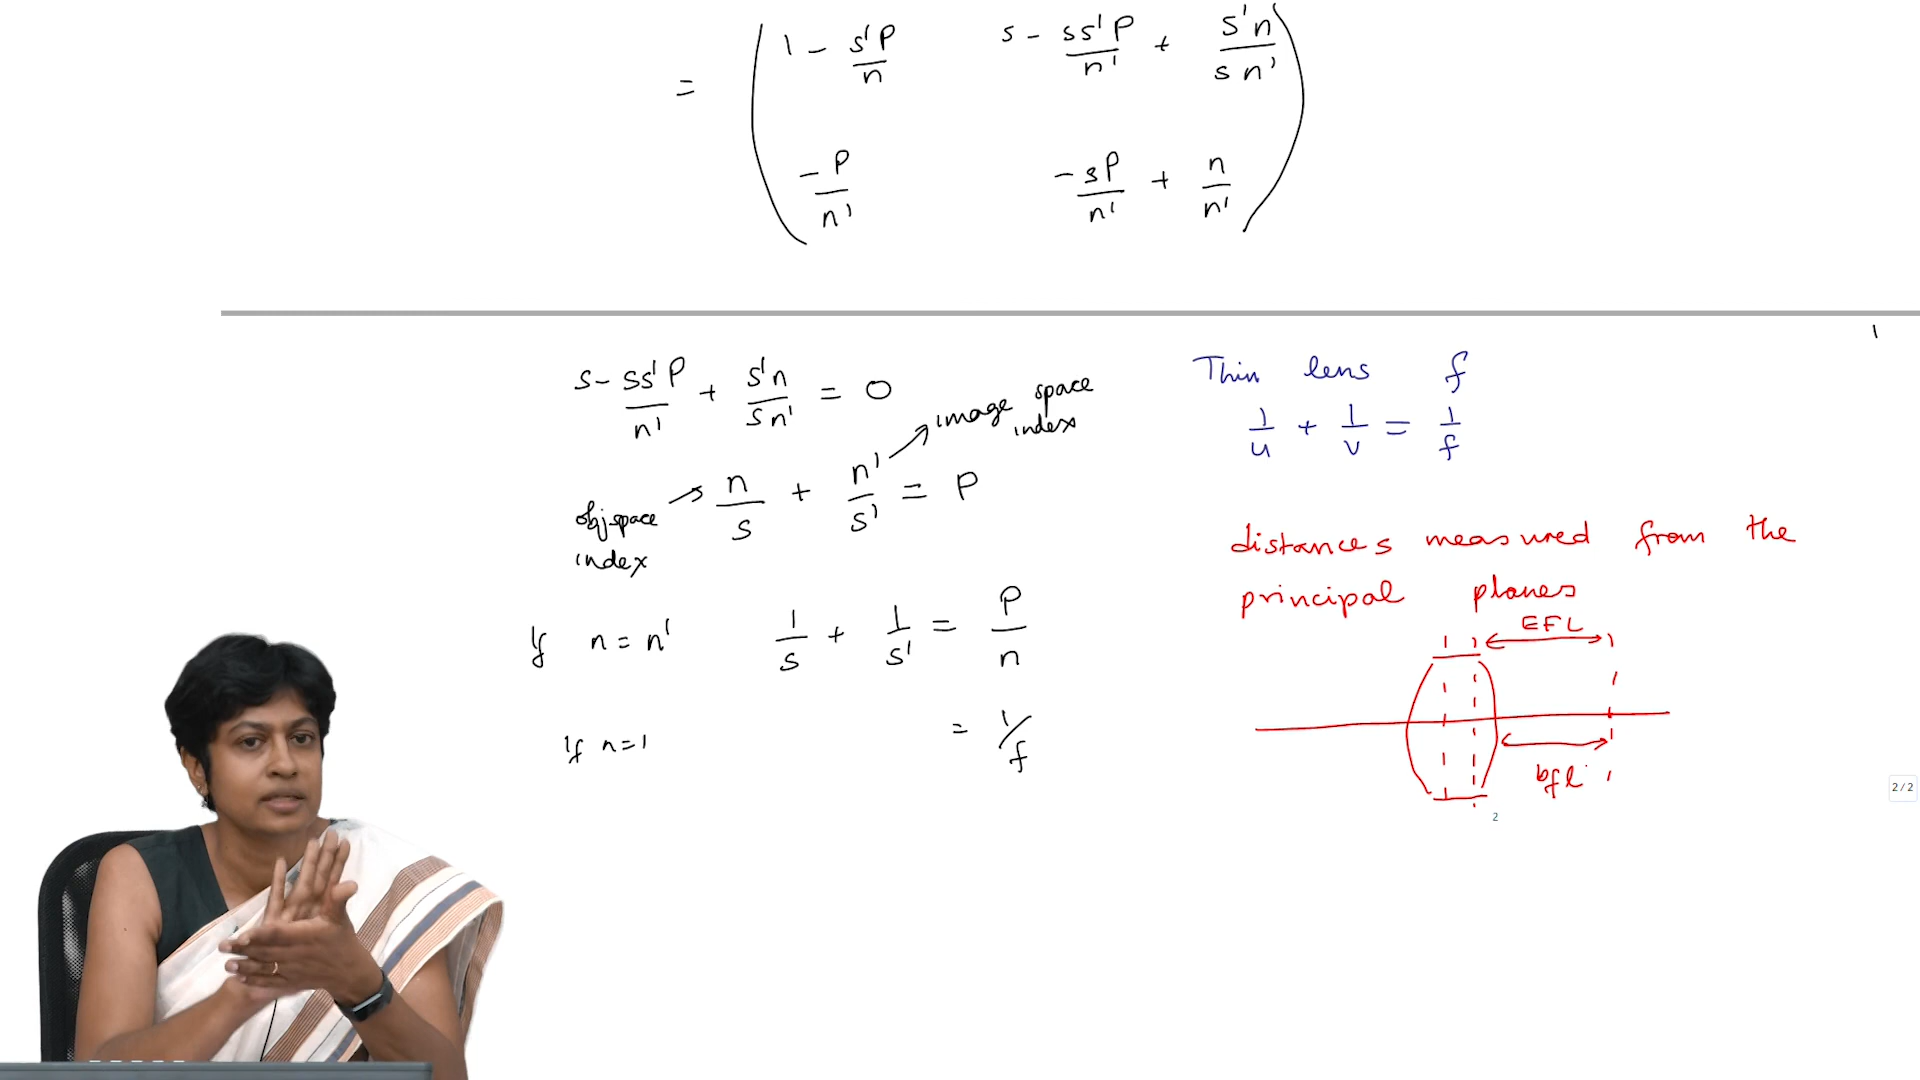 = ( 1 - s'P/n    s - ss'P/n' + s'n/sn' )
( -P/n'    -sP/n' + n/n' )
1
s - ss'P/n' + s'n/sn' = 0
image space
index
n/s + n'/s' = P
obj space
index
If n = n'    1/s + 1/s' = P/n
If n = 1    = 1/f
Thin lens f
1/u + 1/v = 1/f
distances measured from the
principal planes
EFL
bfl
2
2 / 2